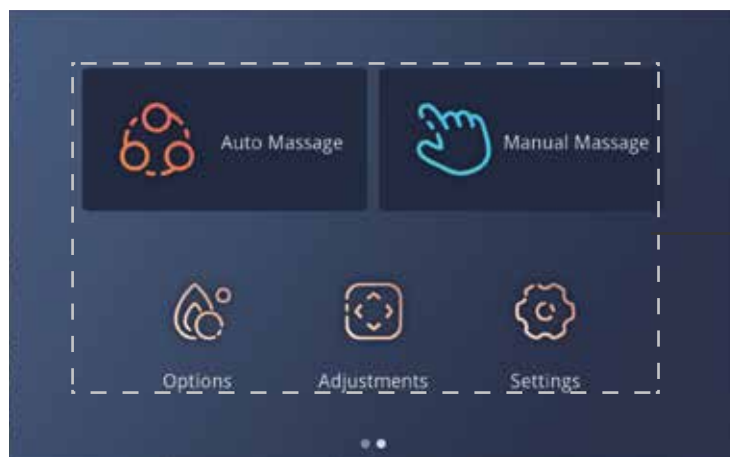 Auto Massage
Manual Massage
Options
Adjustments
Settings